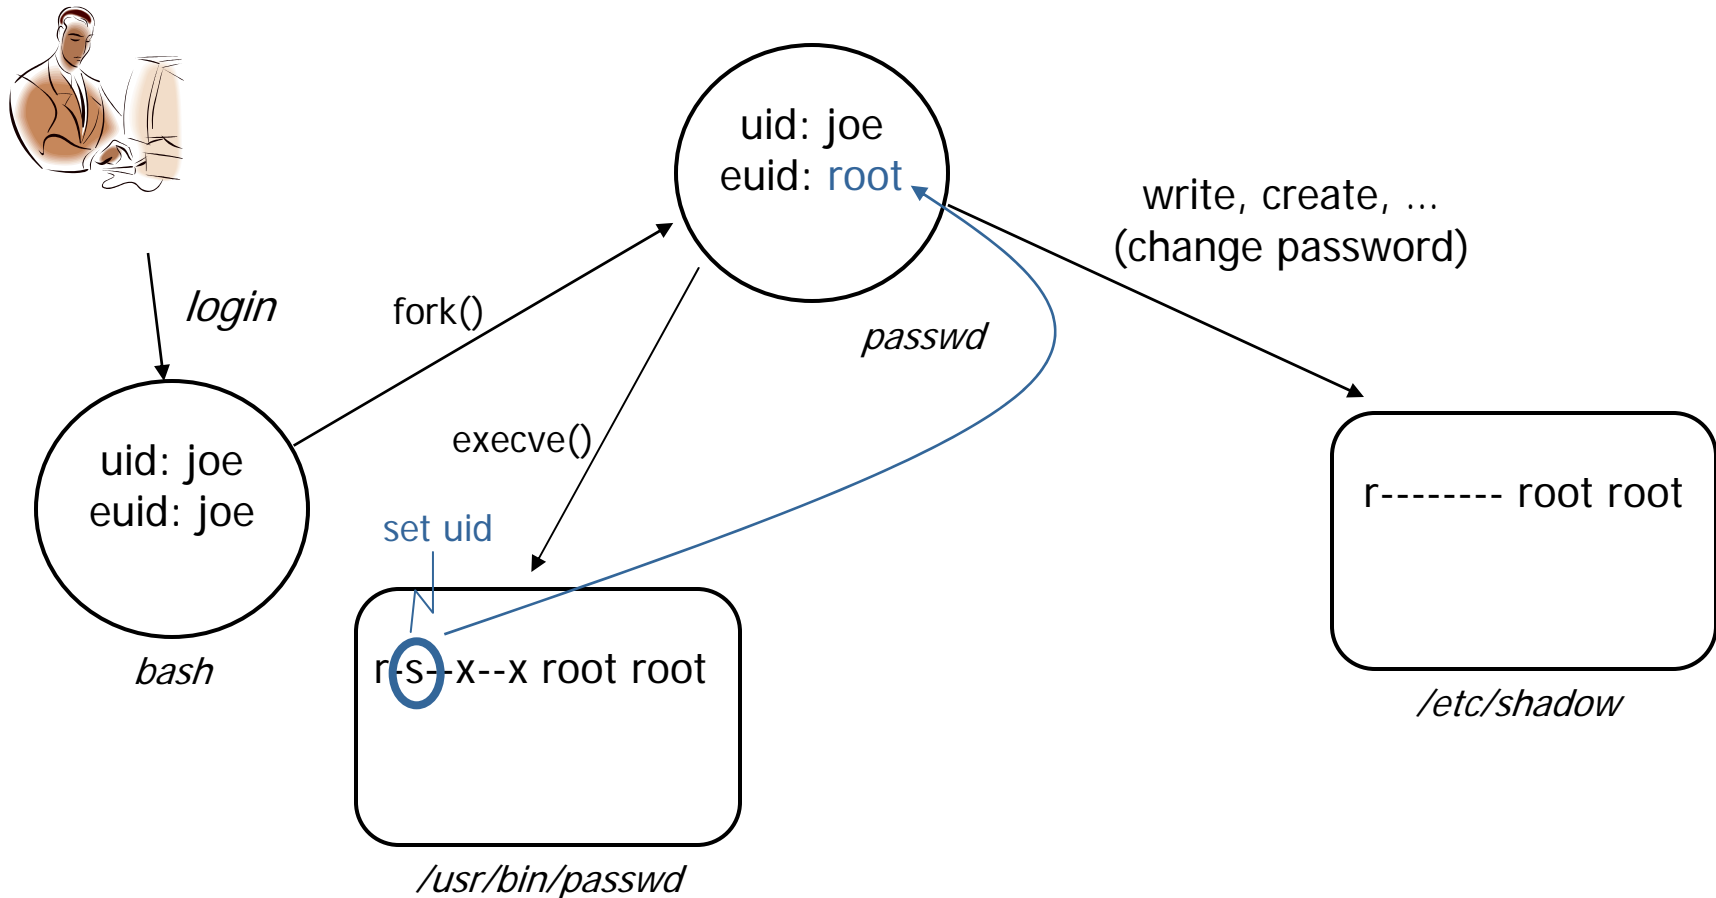 uid: joe
euid: root
write, create, ...
(change password)
login
fork()
passwd
execve()
uid: joe
euid: joe
set uid
r-------- root root
r-s--x--x root root
bash
/etc/shadow
/usr/bin/passwd